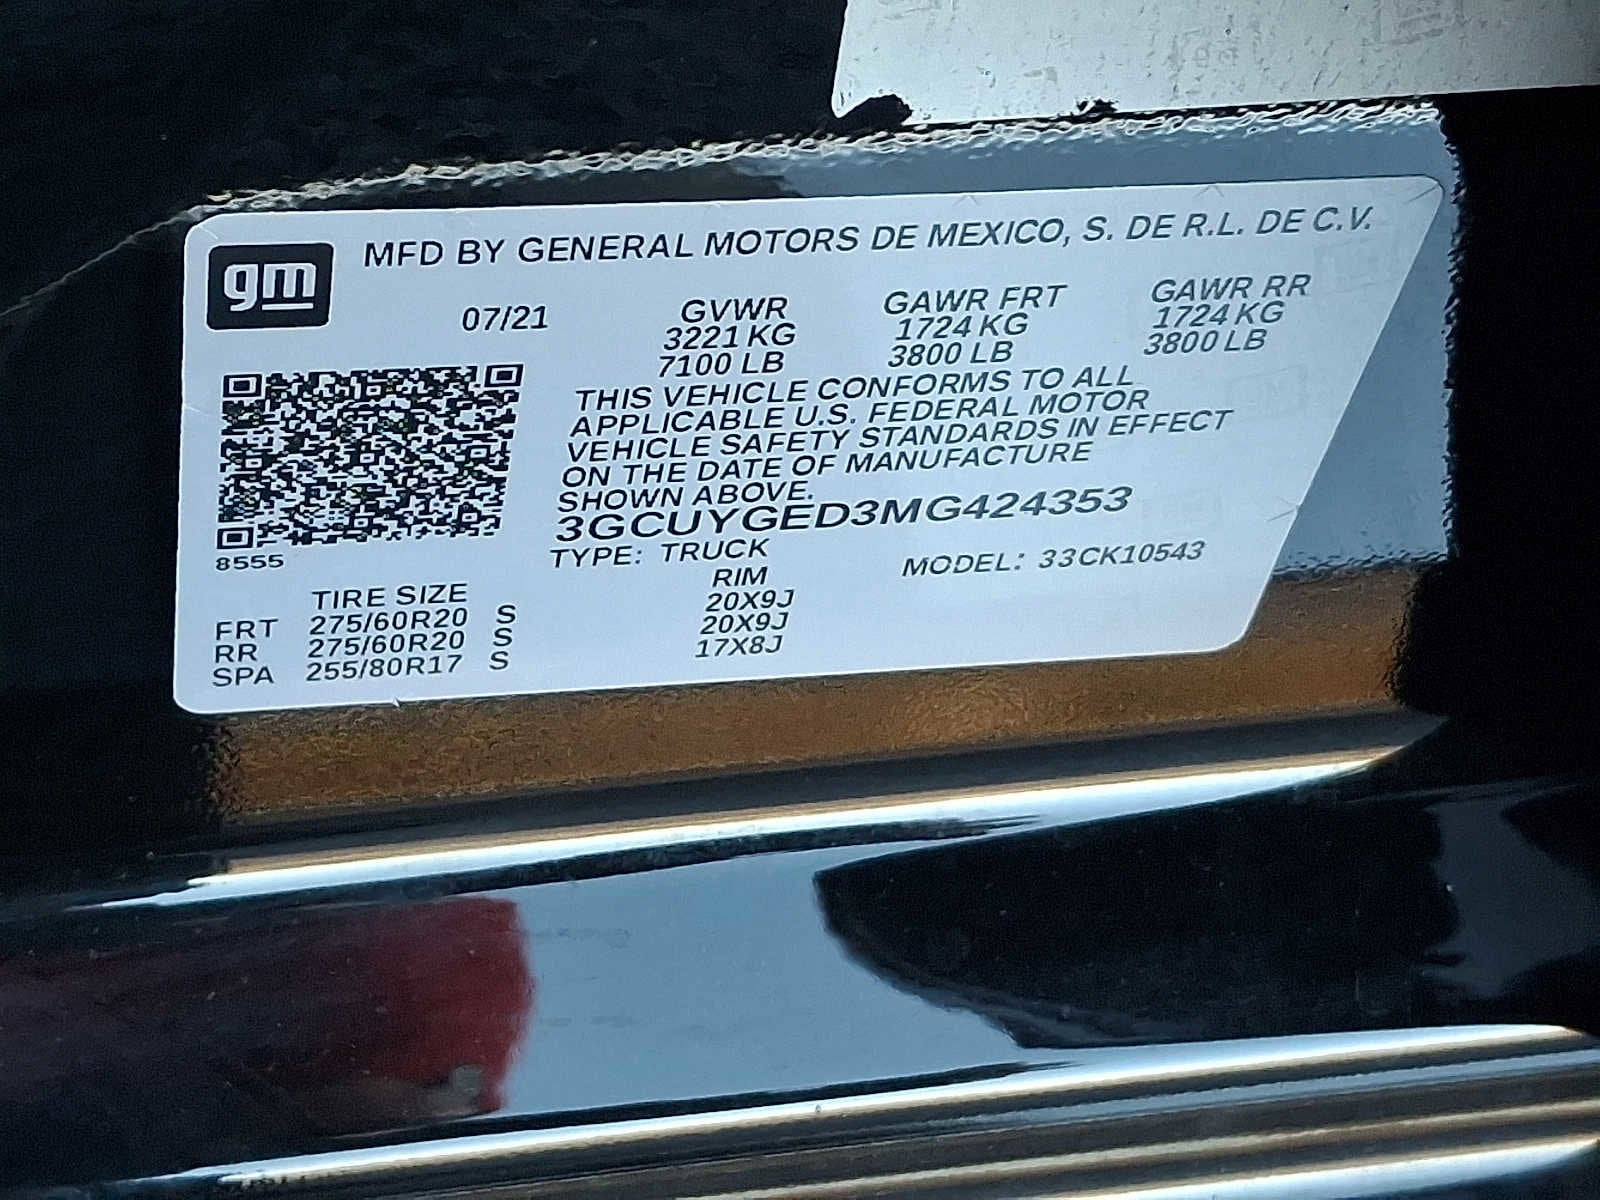 gm MFD BY GENERAL MOTORS DE MEXICO, S. DE R.L. DE C.V.
07/21 GVWR GAWR FRT GAWR RR
3221 KG 1724 KG 1724 KG
7100 LB 3800 LB 3800 LB
THIS VEHICLE CONFORMS TO ALL
APPLICABLE U.S. FEDERAL MOTOR
VEHICLE SAFETY STANDARDS IN EFFECT
ON THE DATE OF MANUFACTURE
SHOWN ABOVE.
3GCUYGED3MG424353
8555 TYPE: TRUCK MODEL: 33CK10543
TIRE SIZE RIM
FRT 275/60R20 S 20X9J
RR 275/60R20 S 20X9J
SPA 255/80R17 S 17X8J